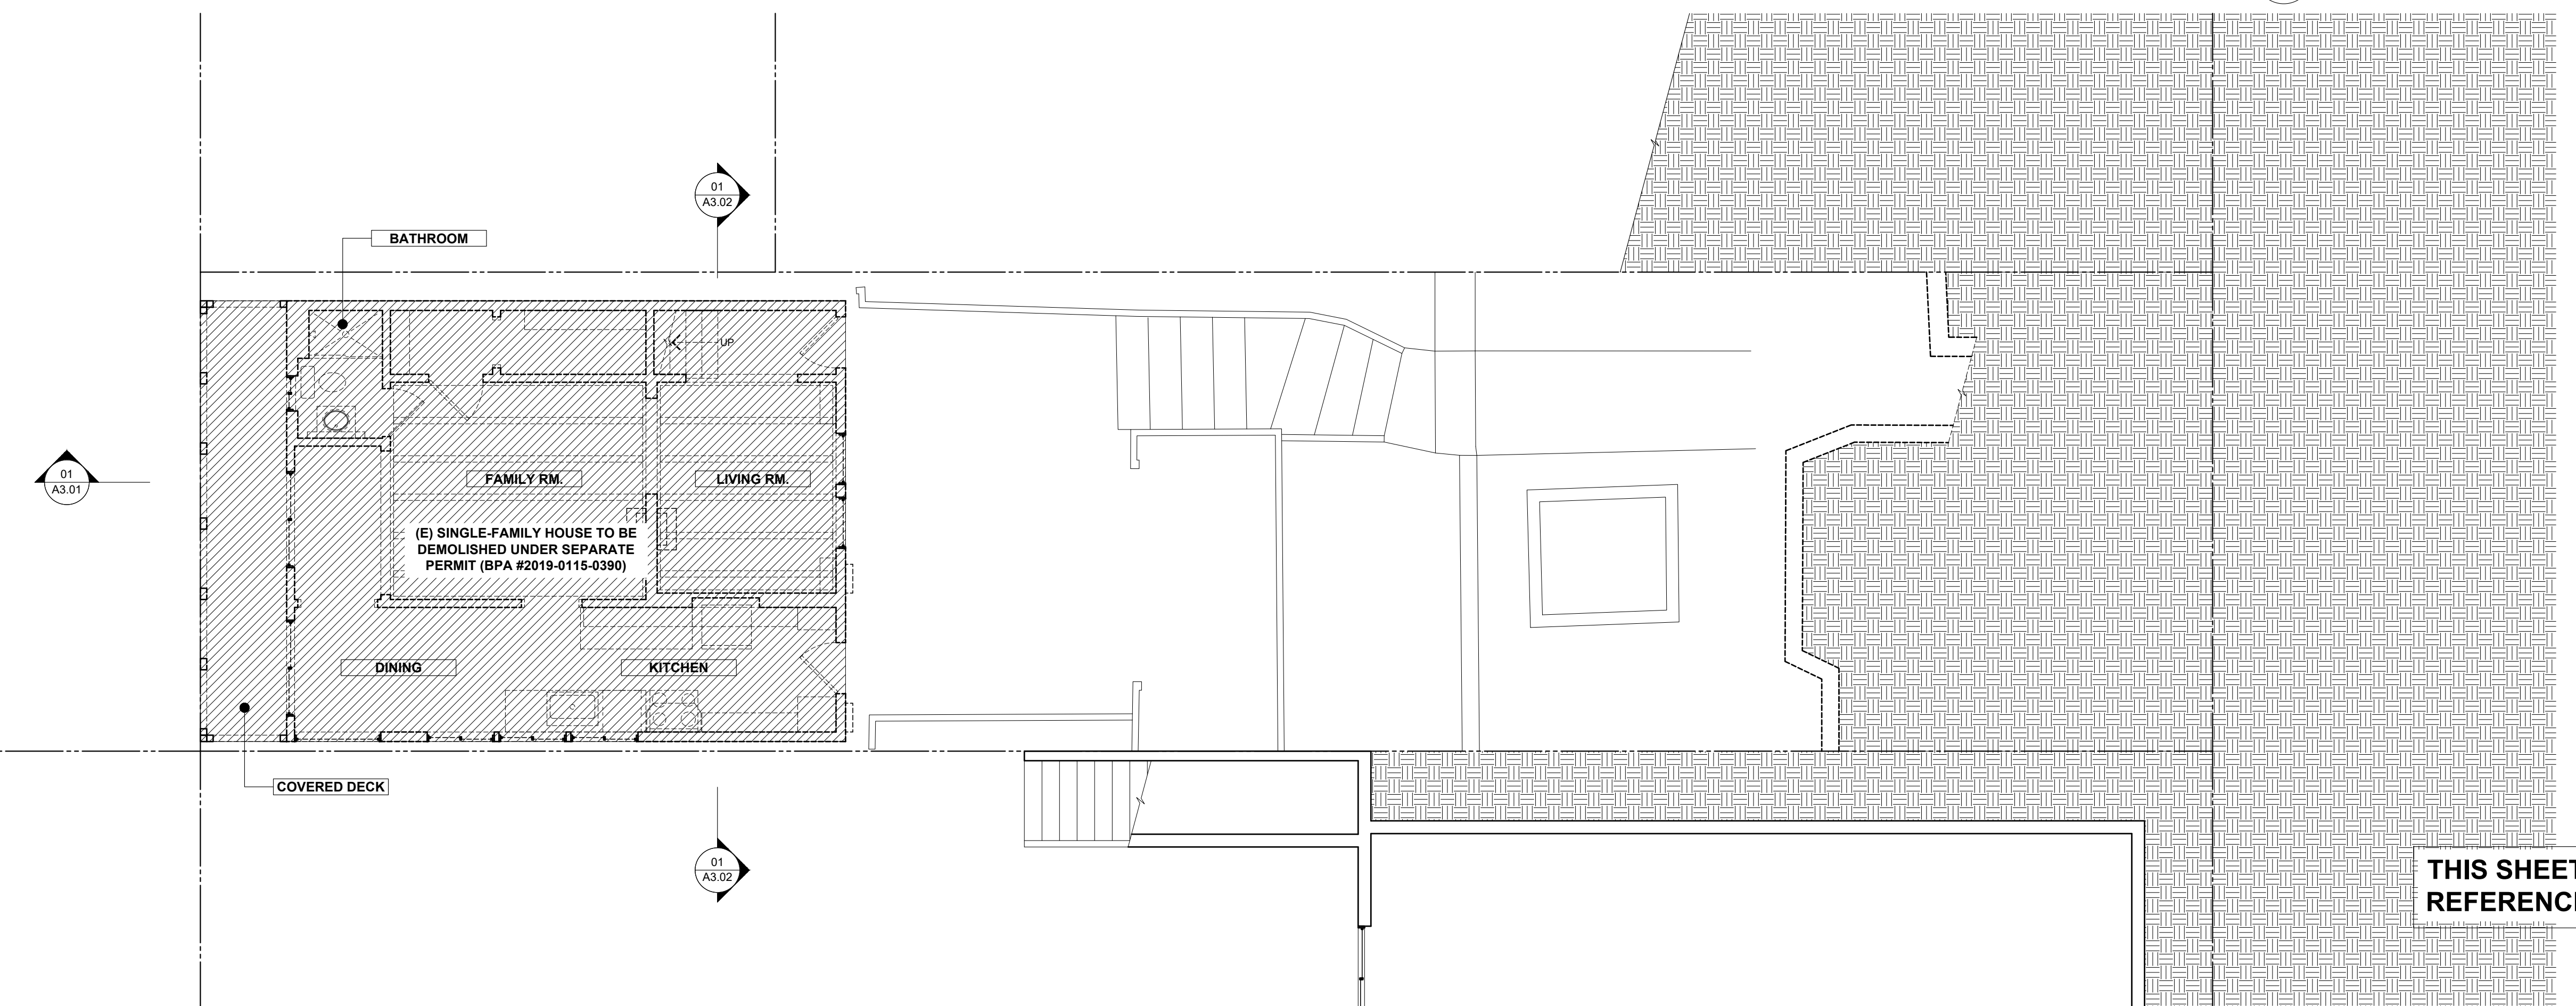 01
A3.02
BATHROOM
UP
01
A3.01
FAMILY RM.
LIVING RM.
(E) SINGLE-FAMILY HOUSE TO BE
DEMOLISHED UNDER SEPARATE
PERMIT (BPA #2019-0115-0390)
DINING
KITCHEN
COVERED DECK
01
A3.02
THIS SHEET
REFERENC